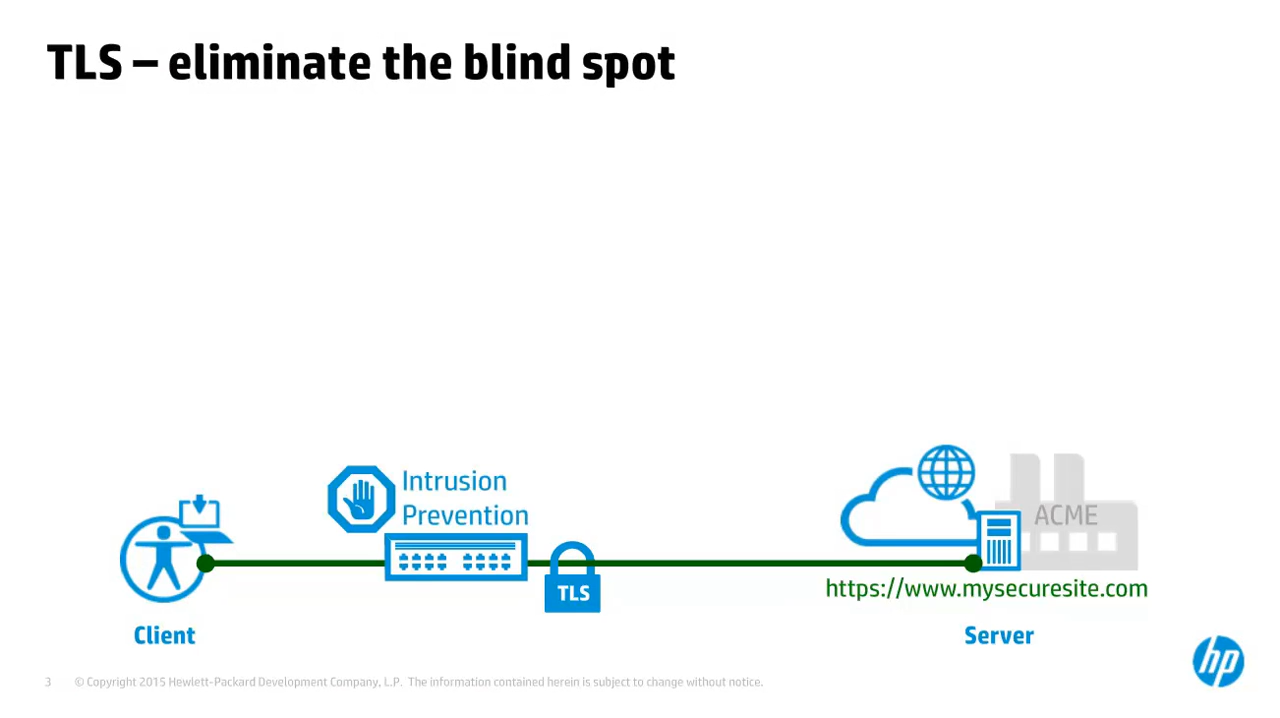 TLS – eliminate the blind spot
Intrusion
Prevention
ACME
TLS
https://www.mysecuresite.com
Client
Server
3 © Copyright 2015 Hewlett-Packard Development Company, L.P. The information contained herein is subject to change without notice.
hp